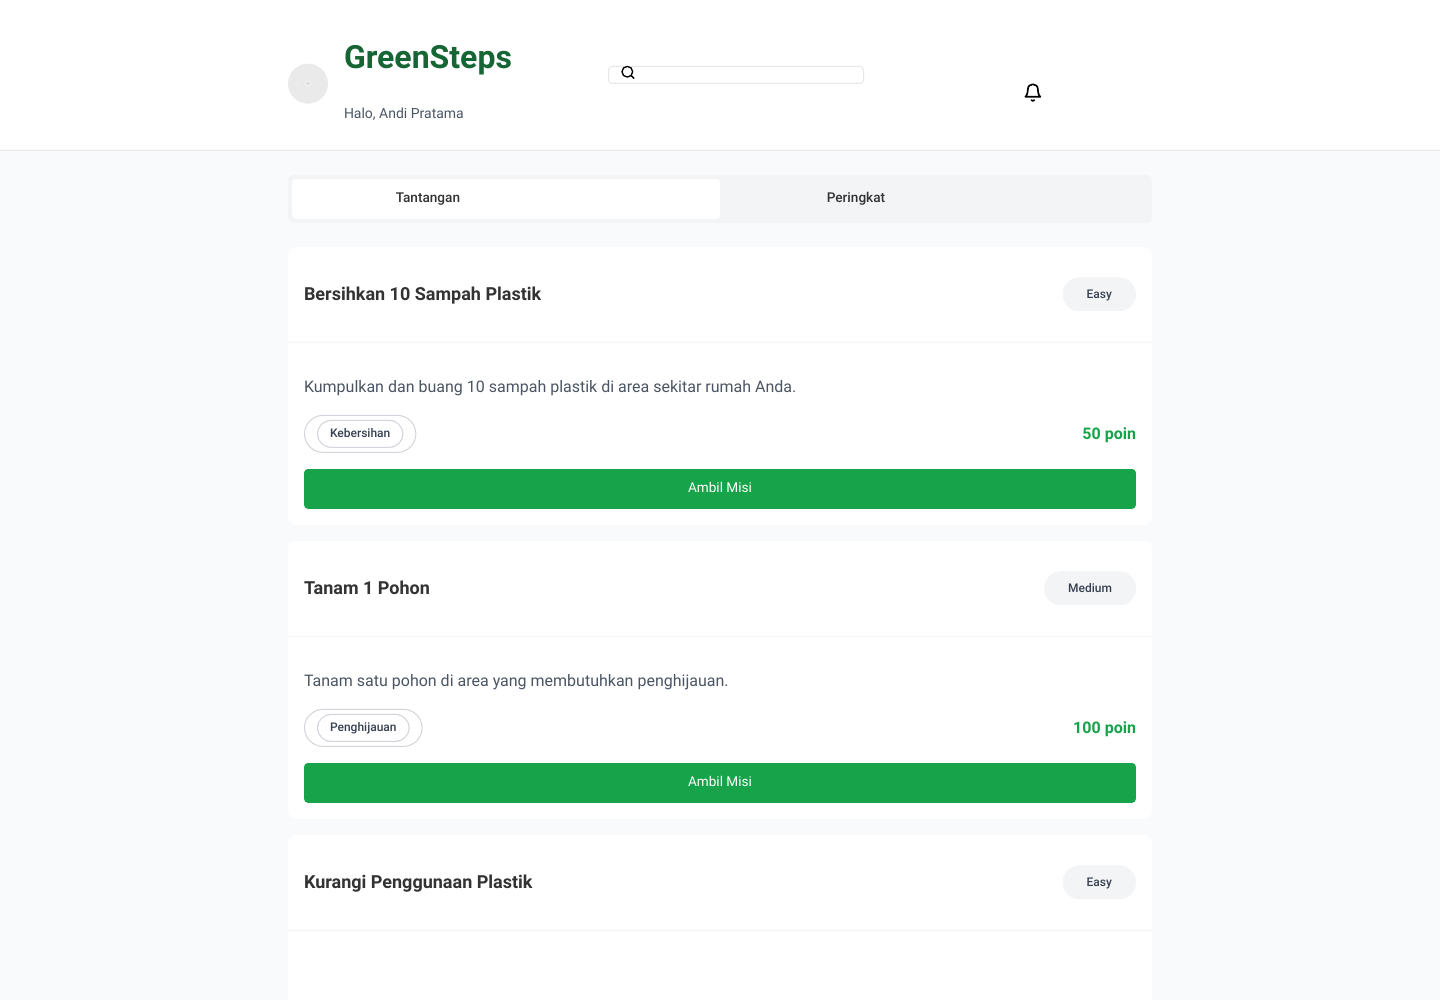 GreenSteps
Halo, Andi Pratama
Tantangan
Peringkat
Bersihkan 10 Sampah Plastik
Easy
Kumpulkan dan buang 10 sampah plastik di area sekitar rumah Anda.
Kebersihan
50 poin
Ambil Misi
Tanam 1 Pohon
Medium
Tanam satu pohon di area yang membutuhkan penghijauan.
Penghijauan
100 poin
Ambil Misi
Kurangi Penggunaan Plastik
Easy